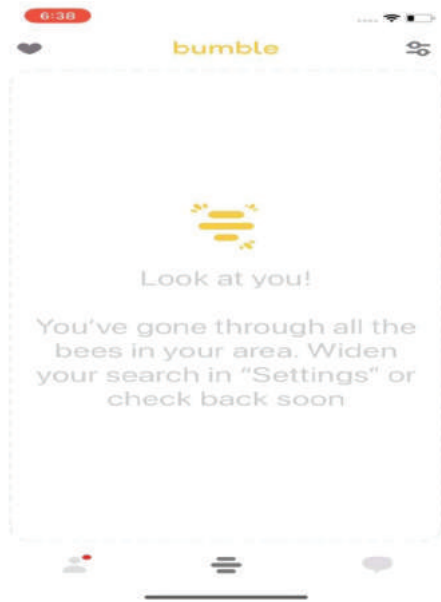 6:38
bumble
Look at you!
You've gone through all the
bees in your area. Widen
your search in "Settings" or
check back soon